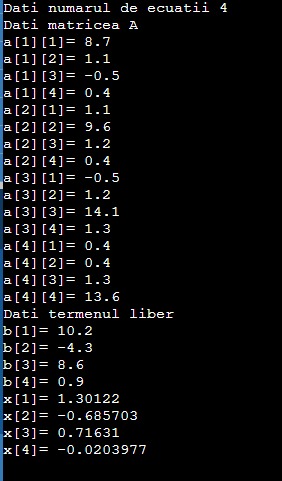 Dati numarul de ecuatii 4
Dati matricea A
a[1][1]= 8.7
a[1][2]= 1.1
a[1][3]= -0.5
a[1][4]= 0.4
a[2][1]= 1.1
a[2][2]= 9.6
a[2][3]= 1.2
a[2][4]= 0.4
a[3][1]= -0.5
a[3][2]= 1.2
a[3][3]= 14.1
a[3][4]= 1.3
a[4][1]= 0.4
a[4][2]= 0.4
a[4][3]= 1.3
a[4][4]= 13.6
Dati termenul liber
b[1]= 10.2
b[2]= -4.3
b[3]= 8.6
b[4]= 0.9
x[1]= 1.30122
x[2]= -0.685703
x[3]= 0.71631
x[4]= -0.0203977